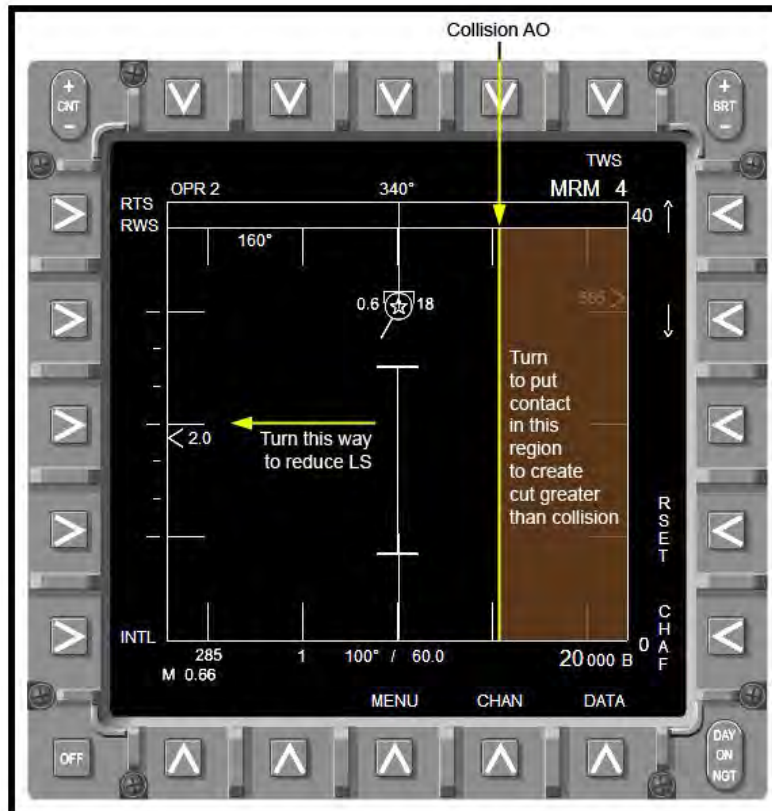 Collision AO
+
CNT
−
+
BRT
−
TWS
OPR 2
340°
MRM 4
RTS
RWS
40
160°
0.6
18
565
Turn
to put
contact
in this
region
to create
cut greater
than collision
2.0
Turn this way
to reduce LS
RSET
CHAF
INTL
0
285
1
100° / 60.0
20 000 B
M 0.66
MENU
CHAN
DATA
OFF
DAY
ON
NGT